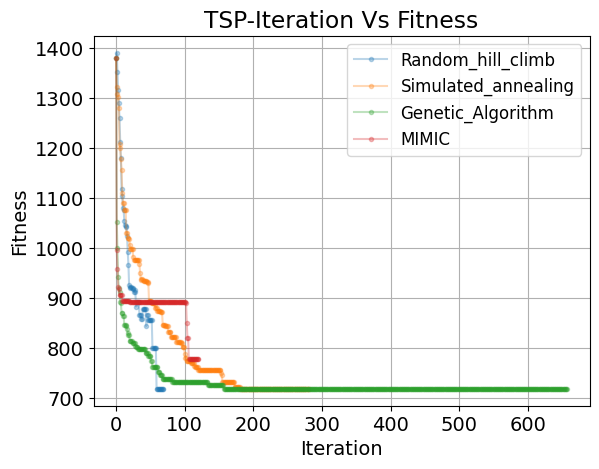 TSP-Iteration Vs Fitness
Random_hill_climb
Simulated_annealing
Genetic_Algorithm
MIMIC
Fitness
1400
1300
1200
1100
1000
900
800
700
0 100 200 300 400 500 600
Iteration